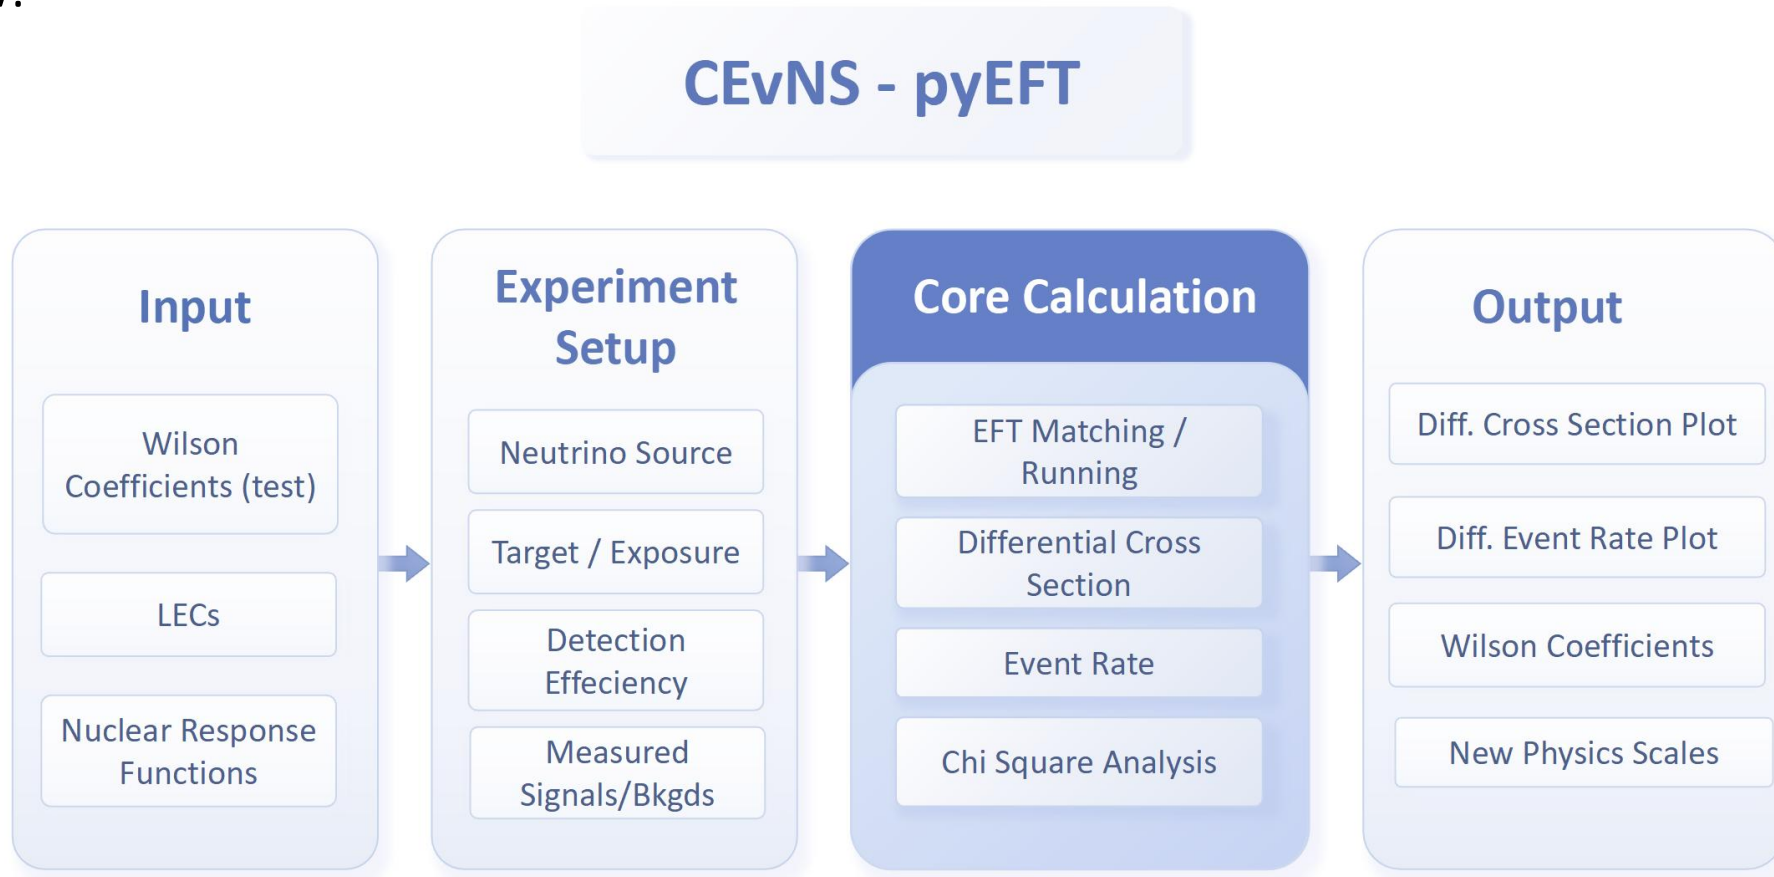 CEvNS - pyEFT
Input
Wilson
Coefficients (test)
LECs
Nuclear Response
Functions
Experiment
Setup
Neutrino Source
Target / Exposure
Detection
Effeciency
Measured
Signals/Bkgds
Core Calculation
EFT Matching /
Running
Differential Cross
Section
Event Rate
Chi Square Analysis
Output
Diff. Cross Section Plot
Diff. Event Rate Plot
Wilson Coefficients
New Physics Scales